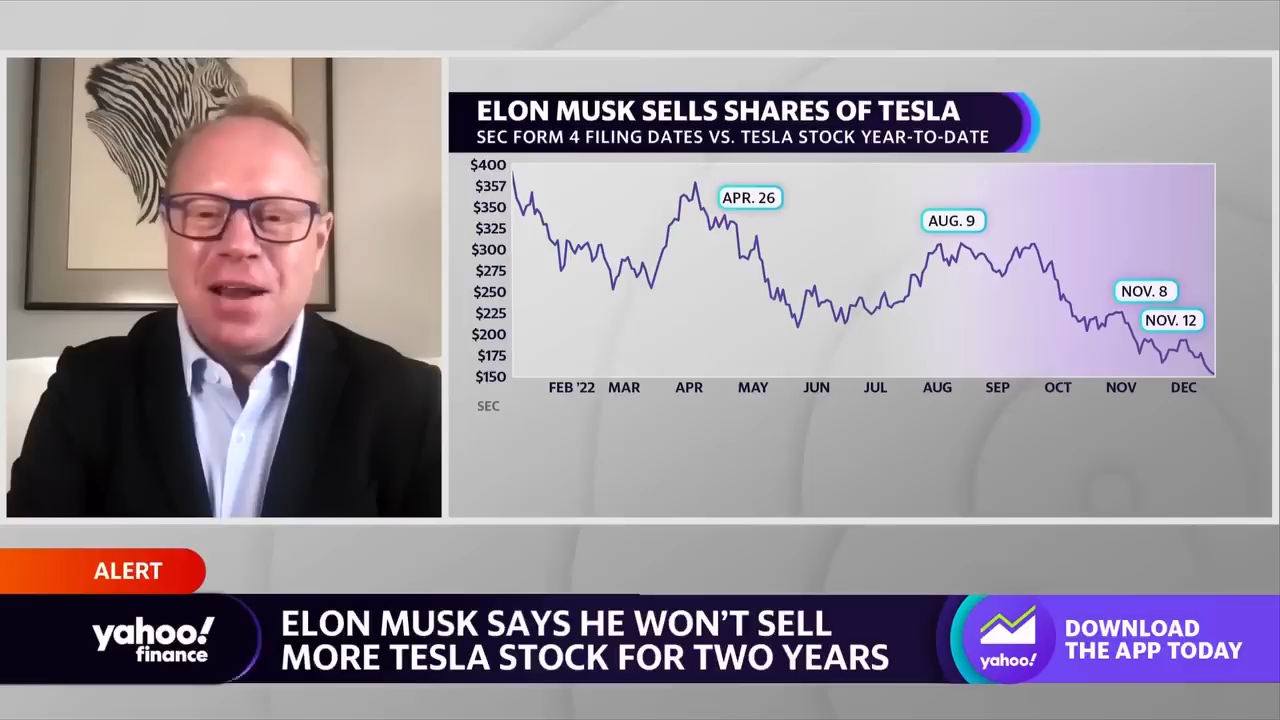 ELON MUSK SELLS SHARES OF TESLA
SEC FORM 4 FILING DATES VS. TESLA STOCK YEAR-TO-DATE
$400
$357
$350
$325
$300
$275
$250
$225
$200
$175
$150
APR. 26
AUG. 9
NOV. 8
NOV. 12
FEB '22 MAR APR MAY JUN JUL AUG SEP OCT NOV DEC
SEC
ALERT
yahoo!
finance
ELON MUSK SAYS HE WON'T SELL
MORE TESLA STOCK FOR TWO YEARS
yahoo!
DOWNLOAD
THE APP TODAY